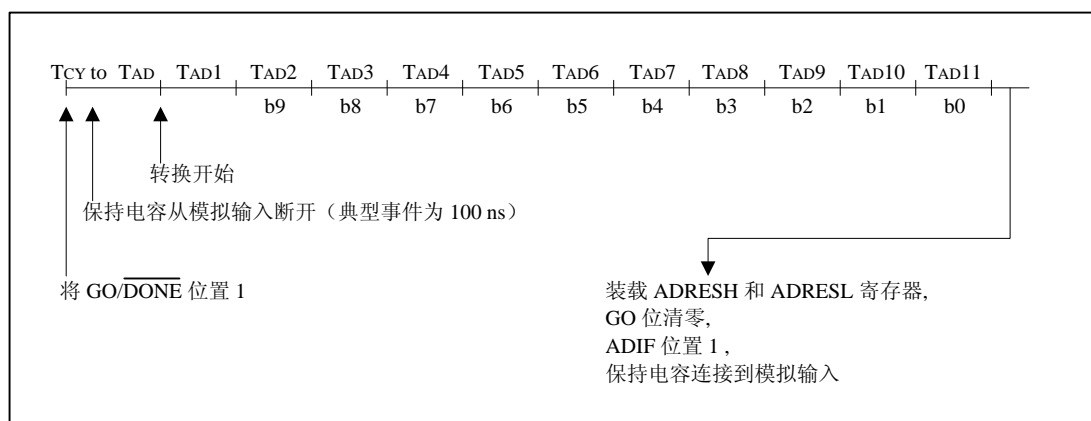 TCY to TAD TAD1 TAD2 TAD3 TAD4 TAD5 TAD6 TAD7 TAD8 TAD9 TAD10 TAD11
b9 b8 b7 b6 b5 b4 b3 b2 b1 b0
转换开始
保持电容从模拟输入断开（典型事件为 100 ns）
将 GO/DONE 位置 1
装载 ADRESH 和 ADRESL 寄存器,
GO 位清零,
ADIF 位置 1 ,
保持电容连接到模拟输入